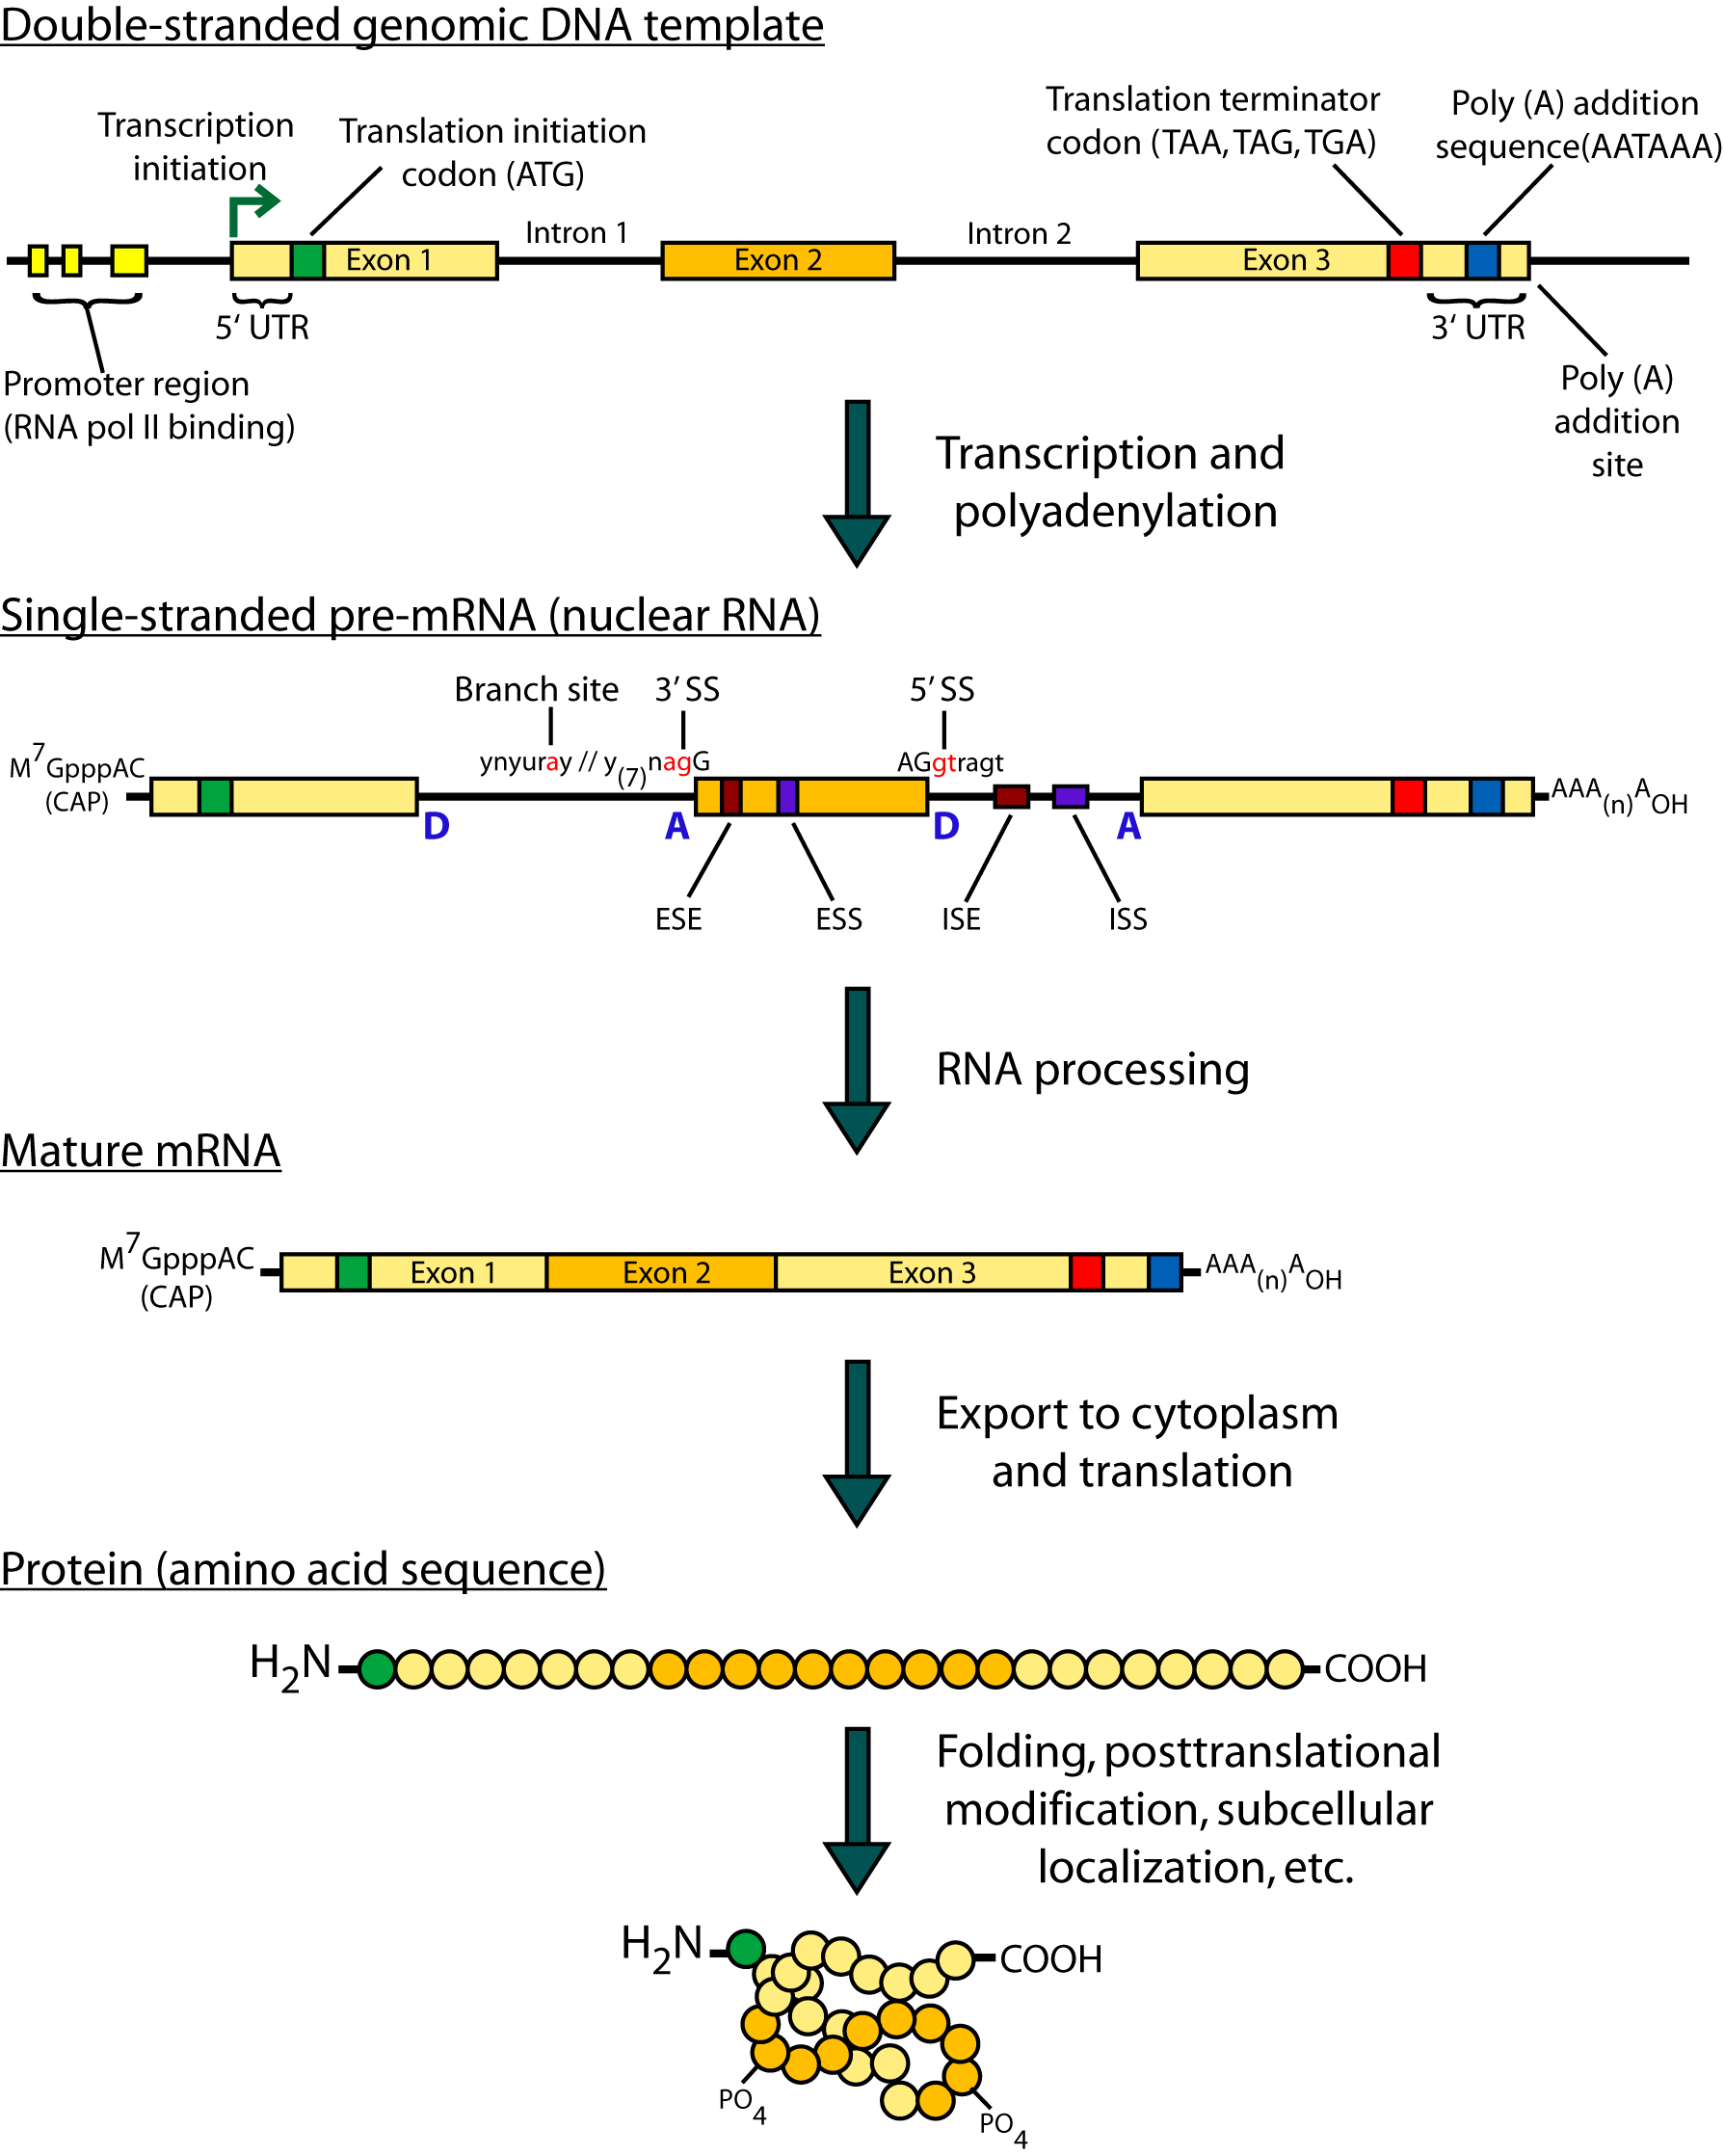 Double-stranded genomic DNA template
Transcription
initiation
Translation initiation
codon (ATG)
Translation terminator
codon (TAA, TAG, TGA)
Poly (A) addition
sequence(AATAAA)
Exon 1
Intron 1
Exon 2
Intron 2
Exon 3
5‘ UTR
3‘ UTR
Promoter region
(RNA pol II binding)
Poly (A)
addition
site
Transcription and
polyadenylation
Single-stranded pre-mRNA (nuclear RNA)
Branch site
3’ SS
5’ SS
M7GpppAC
(CAP)
ynyuray // y(7)nagG
AGgtragt
AAA(n)AOH
D
A
D
A
ESE
ESS
ISE
ISS
RNA processing
Mature mRNA
M7GpppAC
(CAP)
Exon 1
Exon 2
Exon 3
AAA(n)AOH
Export to cytoplasm
and translation
Protein (amino acid sequence)
H2N
COOH
Folding, posttranslational
modification, subcellular
localization, etc.
H2N
COOH
PO4
PO4